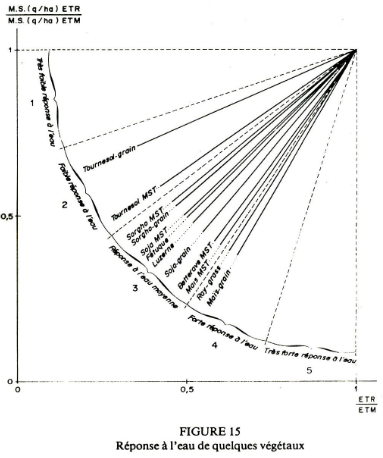 M.S. (q/ha) ETR
M.S. (q/ha) ETM
1
Très faible réponse à l'eau
1
Tournesol-grain
Faible réponse à l'eau
2
0,5
Tournesol MST
Sorgho MST
Sorgho-grain
Soja MST
Fétuque
Luzerne
Soja-grain
Betterave MST
Maïs MST
Ray-grass
Maïs-grain
Réponse à l'eau moyenne
3
Forte réponse à l'eau
4
Très forte réponse à l'eau
5
0
0
0,5
1
ETR
ETM
FIGURE 15
Réponse à l'eau de quelques végétaux